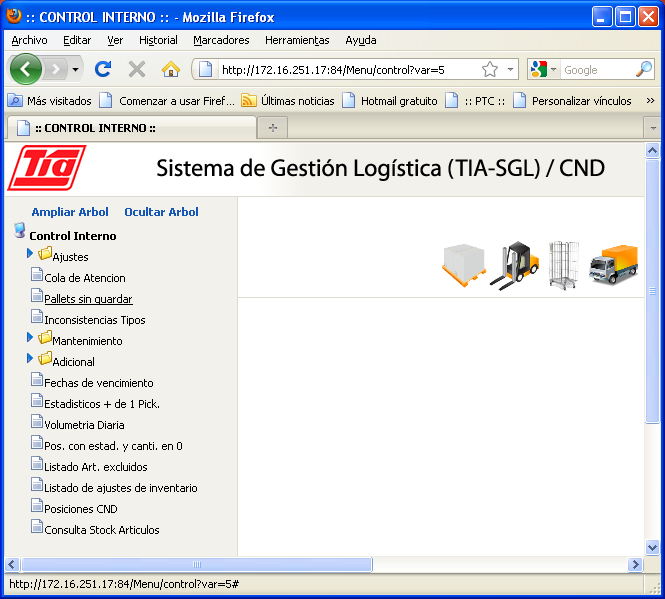 :: CONTROL INTERNO :: - Mozilla Firefox
Archivo Editar Ver Historial Marcadores Herramientas Ayuda
http://172.16.251.17:84/Menu/control?var=5 Google
Más visitados Comenzar a usar Firef... Últimas noticias Hotmail gratuito :: PTC :: Personalizar vínculos »
:: CONTROL INTERNO ::
Tia Sistema de Gestión Logística (TIA-SGL) / CND
Ampliar Arbol Ocultar Arbol
Control Interno
Ajustes
Cola de Atencion
Pallets sin guardar
Inconsistencias Tipos
Mantenimiento
Adicional
Fechas de vencimiento
Estadisticos + de 1 Pick.
Volumetria Diaria
Pos. con estad. y canti. en 0
Listado Art. excluidos
Listado de ajustes de inventario
Posiciones CND
Consulta Stock Articulos
http://172.16.251.17:84/Menu/control?var=5#